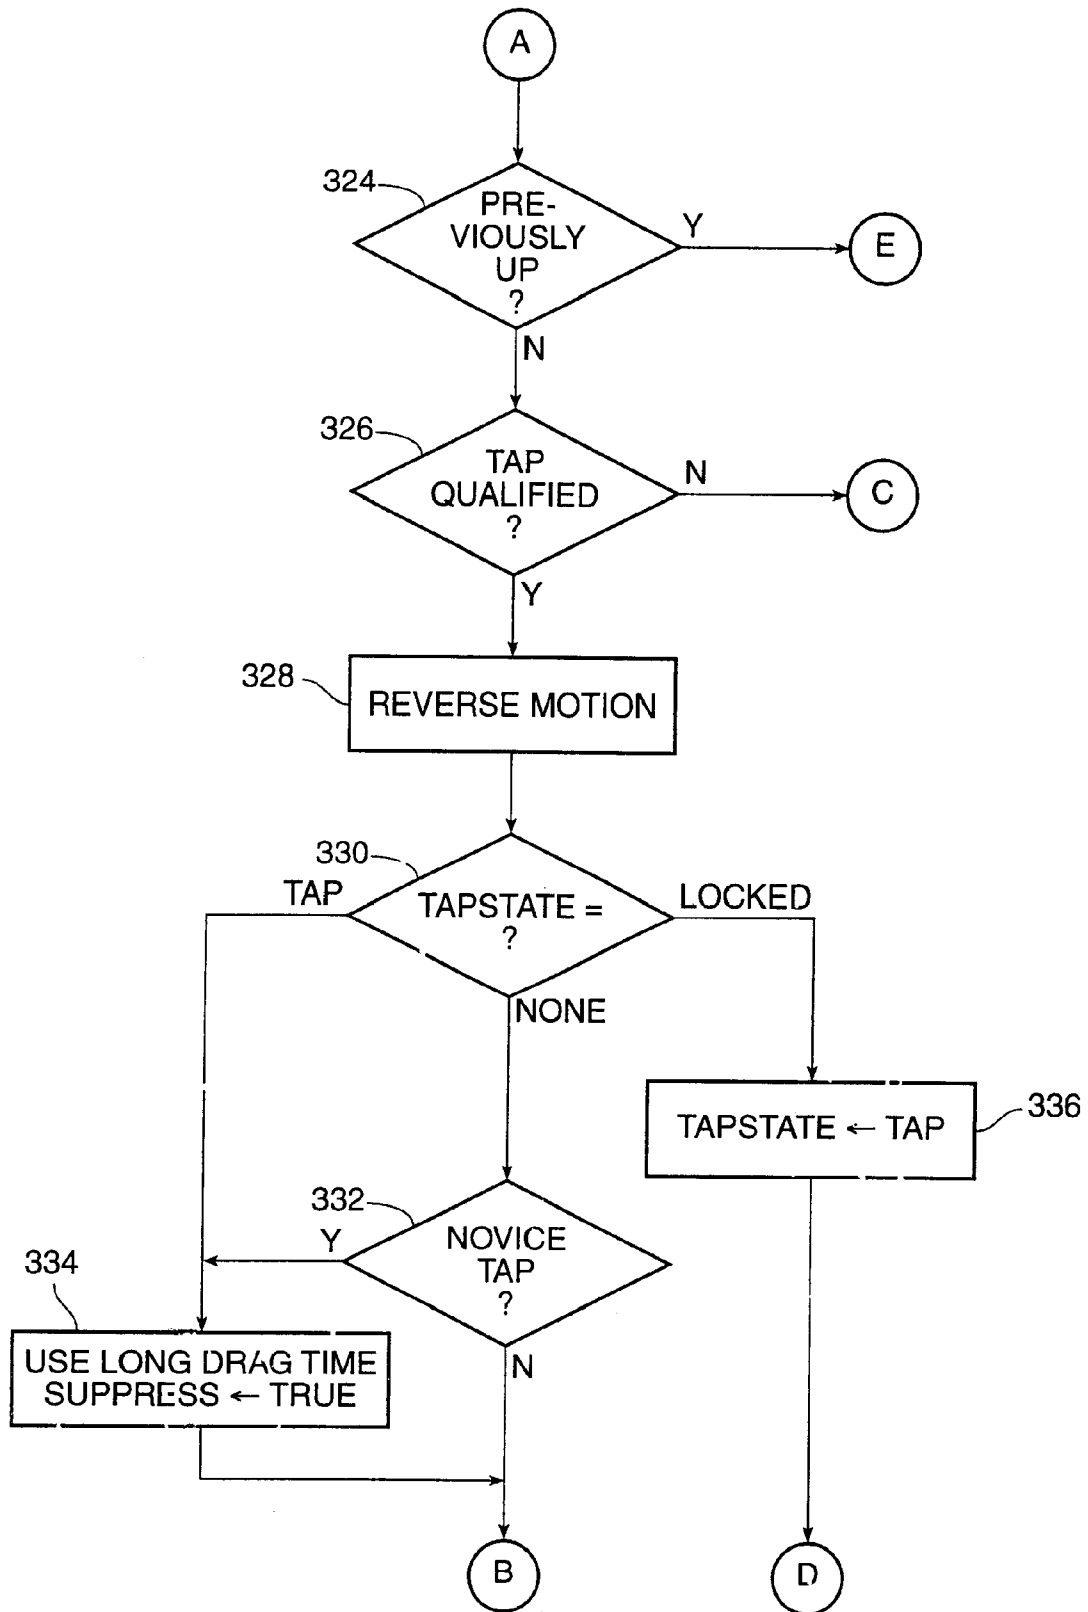 A
324
PRE-
VIOUSLY
UP
?
Y
E
N
326
TAP
QUALIFIED
?
N
C
Y
328
REVERSE MOTION
330
TAP
TAPSTATE =
?
LOCKED
NONE
TAPSTATE ← TAP
336
332
Y
NOVICE
TAP
?
334
USE LONG DRAG TIME
SUPPRESS ← TRUE
N
B
D